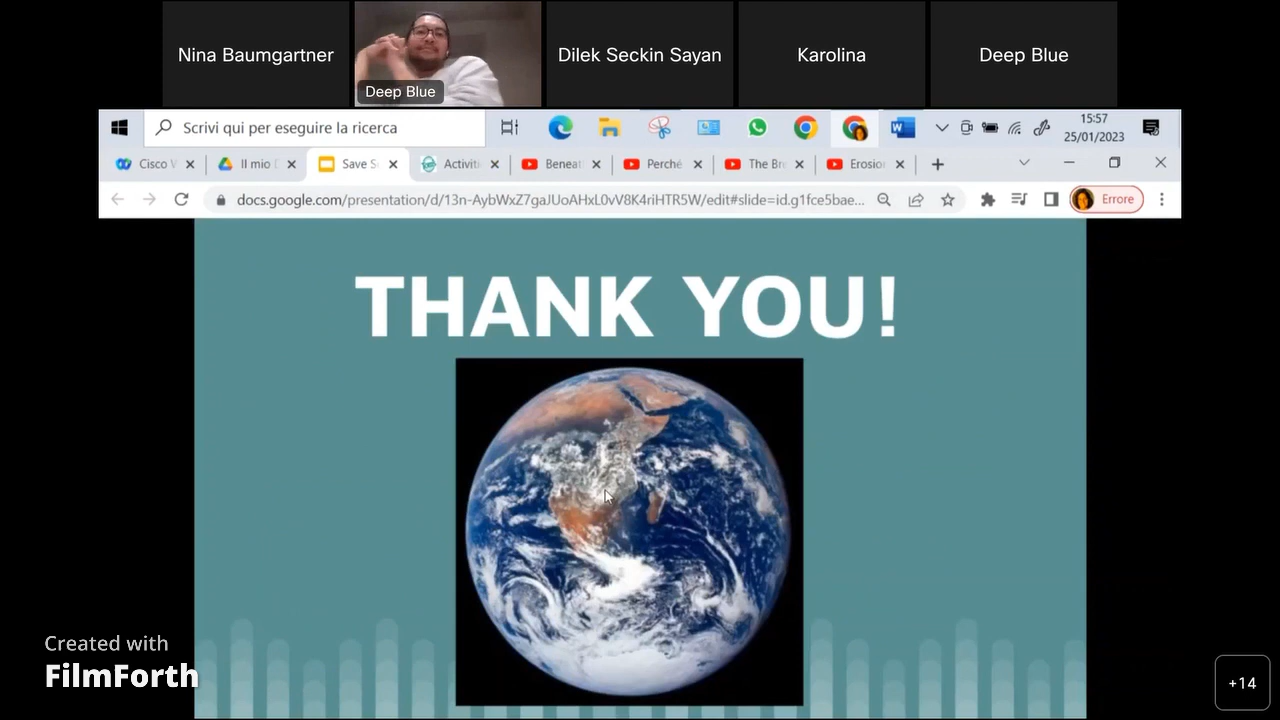 Nina Baumgartner
Deep Blue
Dilek Seckin Sayan
Karolina
Deep Blue
Scrivi qui per eseguire la ricerca
15:57
25/01/2023
Cisco V
Il mio D
Save S
Activiti
Beneat
Perché
The Bre
Erosion
docs.google.com/presentation/d/13n-AybWxZ7gaJUoAHxL0vV8K4riHTR5W/edit#slide=id.g1fce5bae...
Errore
THANK YOU!
Created with
FilmForth
+14